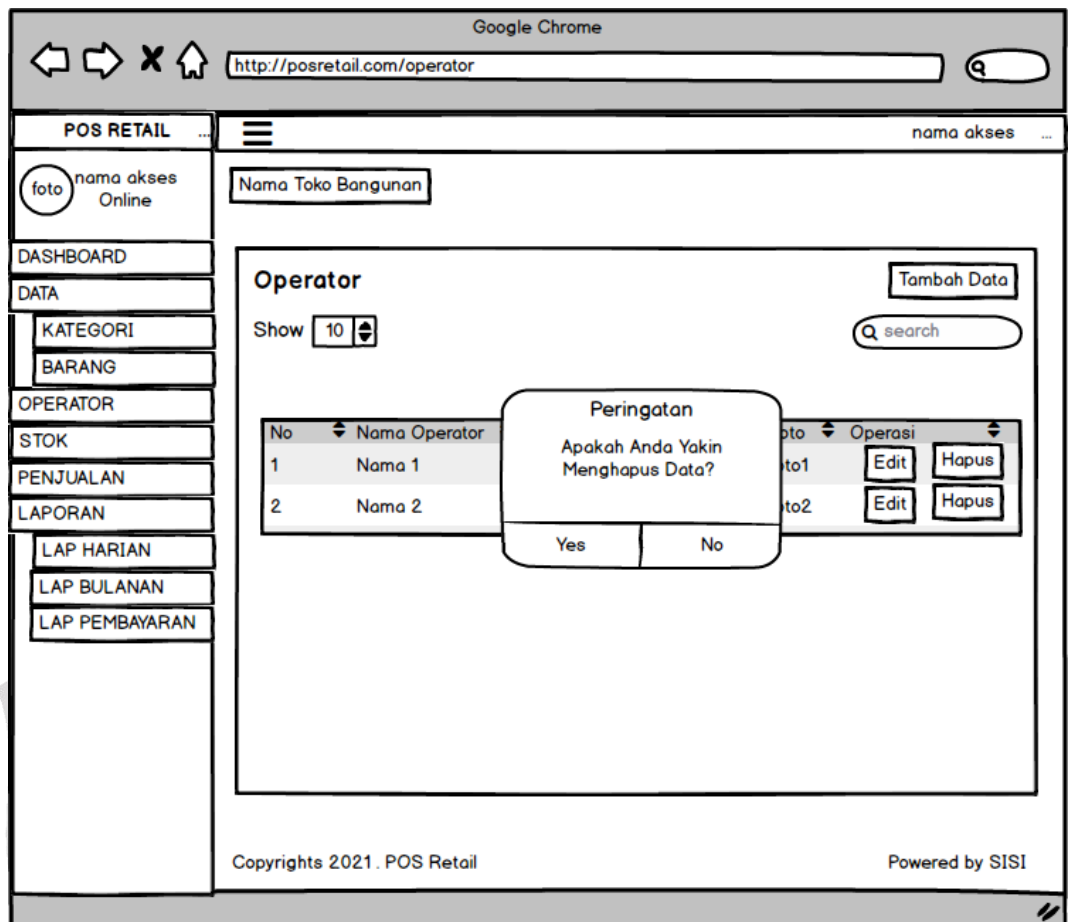 Google Chrome
http://posretail.com/operator
POS RETAIL ...
nama akses ...
foto
nama akses
Online
Nama Toko Bangunan
DASHBOARD
DATA
KATEGORI
BARANG
OPERATOR
STOK
PENJUALAN
LAPORAN
LAP HARIAN
LAP BULANAN
LAP PEMBAYARAN
Operator
Tambah Data
Show 10
search
No Nama Operator oto Operasi
1 Nama 1 oto1 Edit Hapus
2 Nama 2 oto2 Edit Hapus
Peringatan
Apakah Anda Yakin
Menghapus Data?
Yes No
Copyrights 2021. POS Retail
Powered by SISI